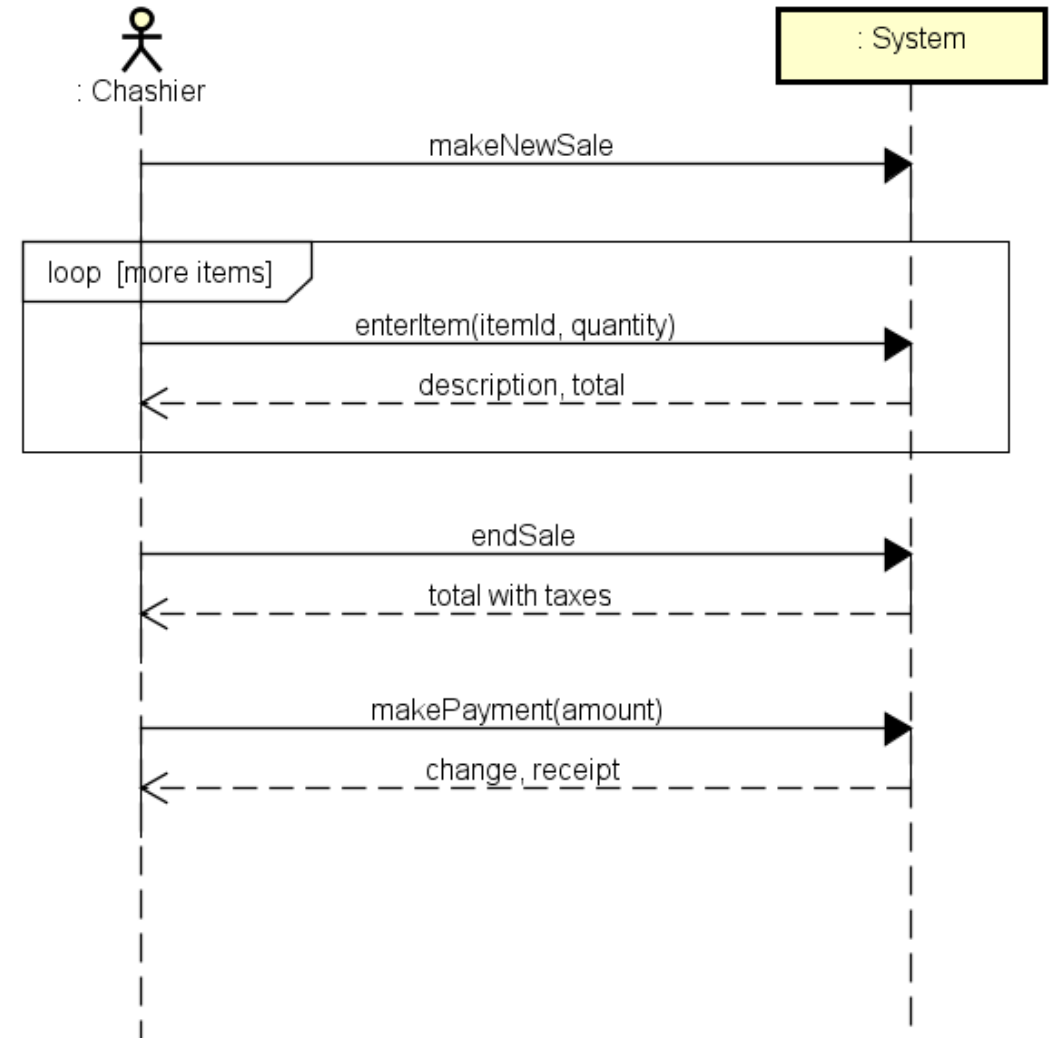 : Chashier
: System
makeNewSale
loop [more items]
enterItem(itemId, quantity)
description, total
endSale
total with taxes
makePayment(amount)
change, receipt